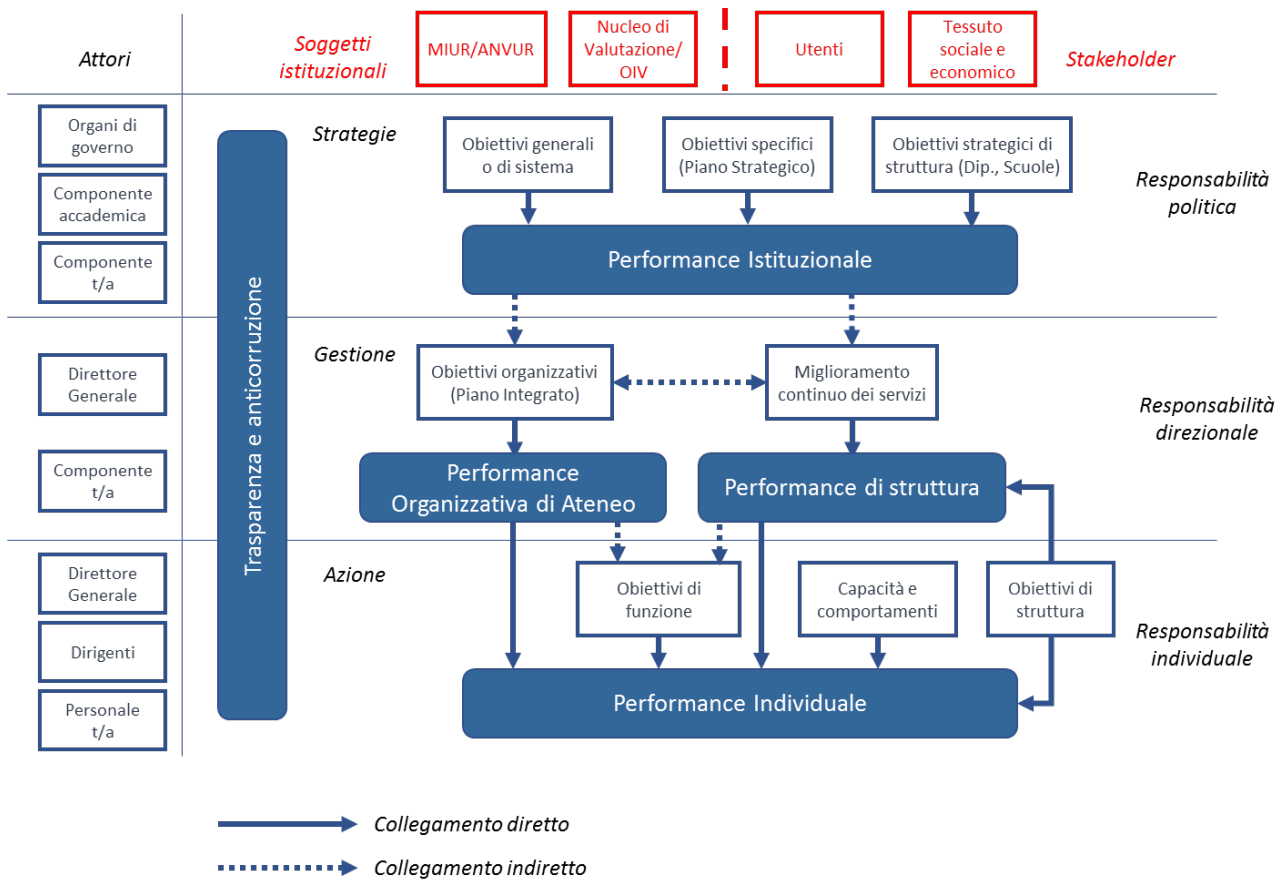 Attori
Soggetti
istituzionali
MIUR/ANVUR
Nucleo di
Valutazione/
OIV
Utenti
Tessuto
sociale e
economico
Stakeholder
Organi di
governo
Componente
accademica
Componente
t/a
Trasparenza e anticorruzione
Strategie
Obiettivi generali
o di sistema
Obiettivi specifici
(Piano Strategico)
Obiettivi strategici di
struttura (Dip., Scuole)
Responsabilità
politica
Performance Istituzionale
Direttore
Generale
Componente
t/a
Gestione
Obiettivi organizzativi
(Piano Integrato)
Miglioramento
continuo dei servizi
Responsabilità
direzionale
Performance
Organizzativa di Ateneo
Performance di struttura
Direttore
Generale
Dirigenti
Personale
t/a
Azione
Obiettivi di
funzione
Capacità e
comportamenti
Obiettivi di
struttura
Responsabilità
individuale
Performance Individuale
Collegamento diretto
Collegamento indiretto